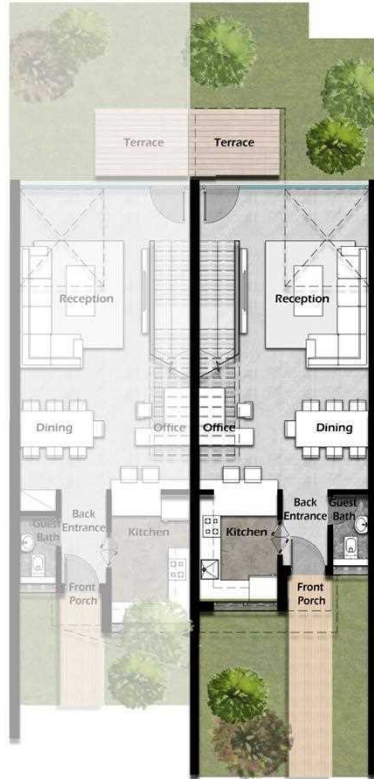 Terrace
Terrace
Reception
Reception
Dining
Office
Office
Dining
Back
Entrance
Guest
Bath
Kitchen
Kitchen
Back
Entrance
Guest
Bath
Front
Porch
Front
Porch